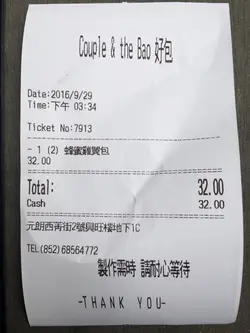 Couple & the Bao 好包
Date:2016/9/29
Time:下午 03:34
Ticket No:7913
- 1 (2) 蜂蜜雞翼包
32.00
Total: 32.00
Cash 32.00
元朗西菁街2號興旺樓地下1C
TEL(852)68564772
製作需時 請耐心等待
-THANK YOU-